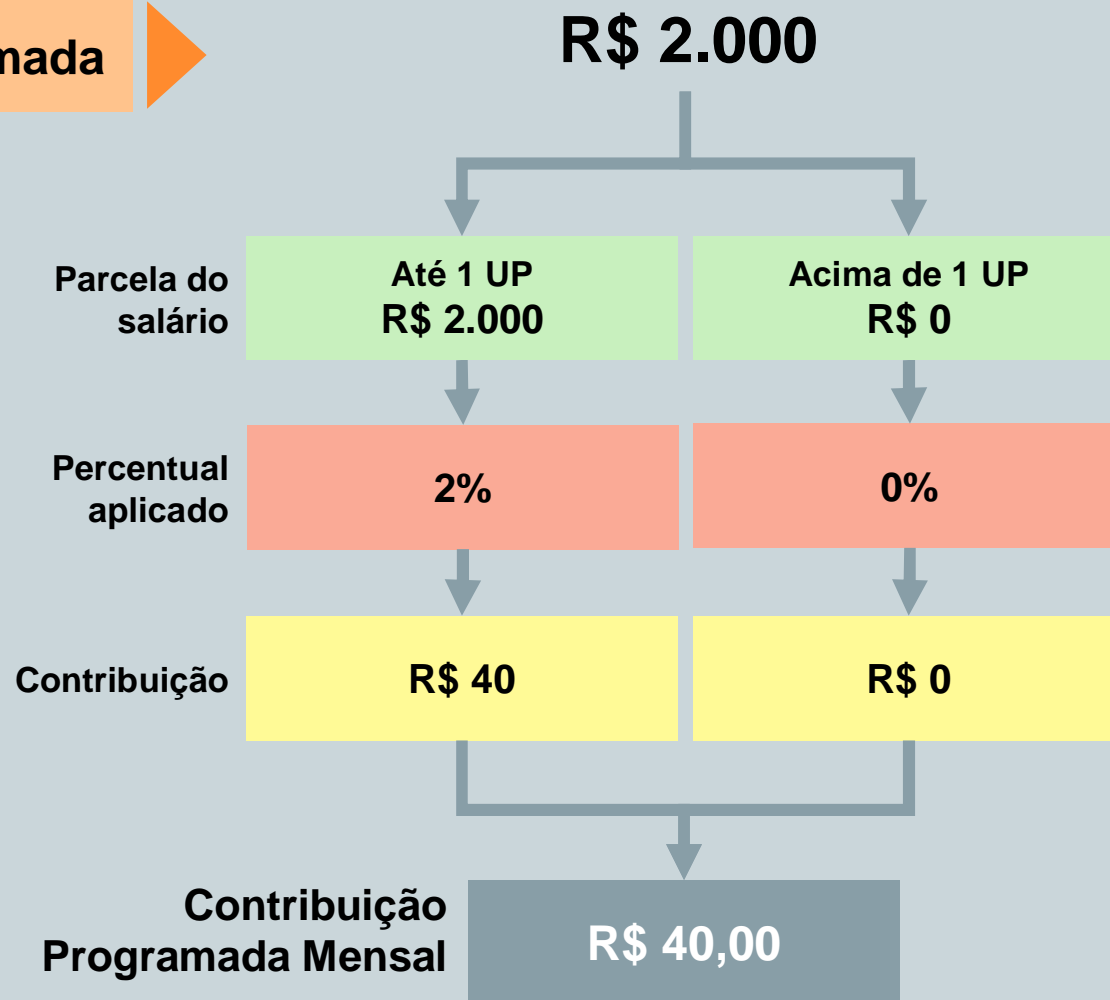 mada
R$ 2.000
Parcela do
salário
Até 1 UP
R$ 2.000
Acima de 1 UP
R$ 0
Percentual
aplicado
2%
0%
Contribuição
R$ 40
R$ 0
Contribuição
Programada Mensal
R$ 40,00